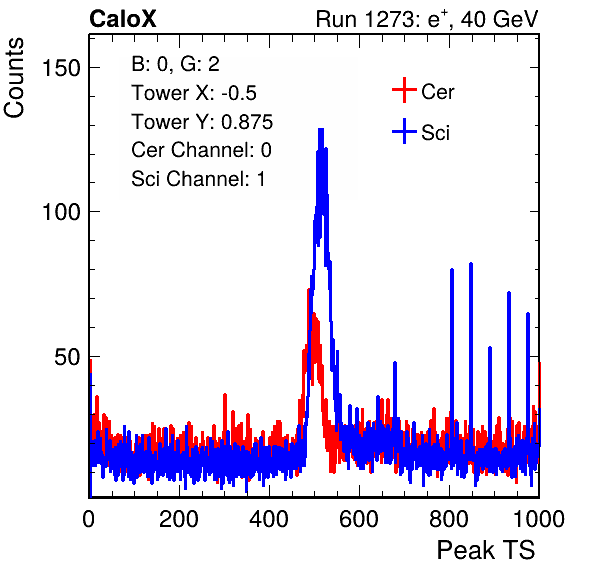 CaloX Run 1273: e⁺, 40 GeV
Counts
B: 0, G: 2
Tower X: -0.5
Tower Y: 0.875
Cer Channel: 0
Sci Channel: 1
Cer
Sci
150
100
50
0 200 400 600 800 1000
Peak TS